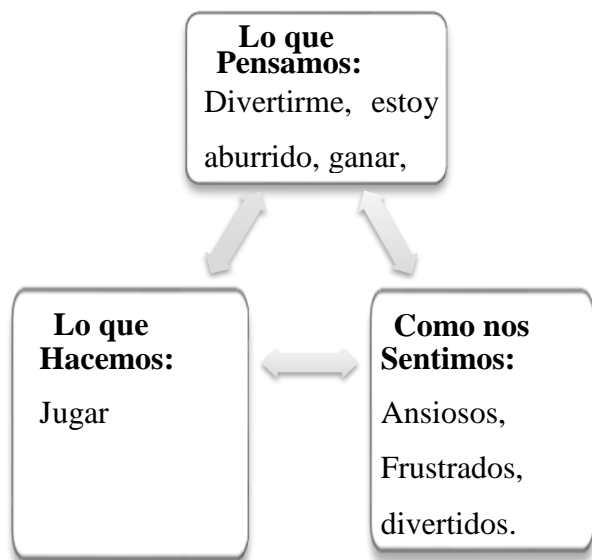 Lo que
Pensamos:
Divertirme, estoy
aburrido, ganar,
Lo que
Hacemos:
Jugar
Como nos
Sentimos:
Ansiosos,
Frustrados,
divertidos.